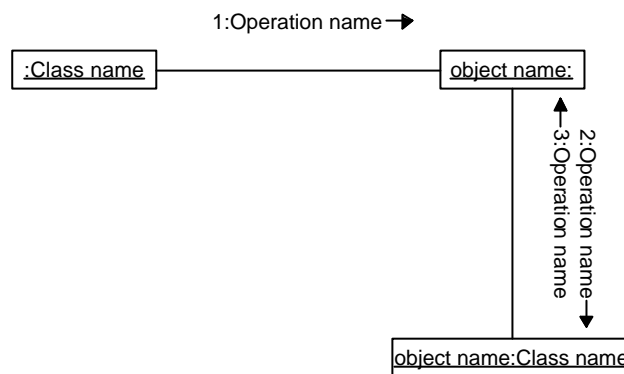 1:Operation name
:Class name
object name:
2:Operation name
3:Operation name
object name:Class name